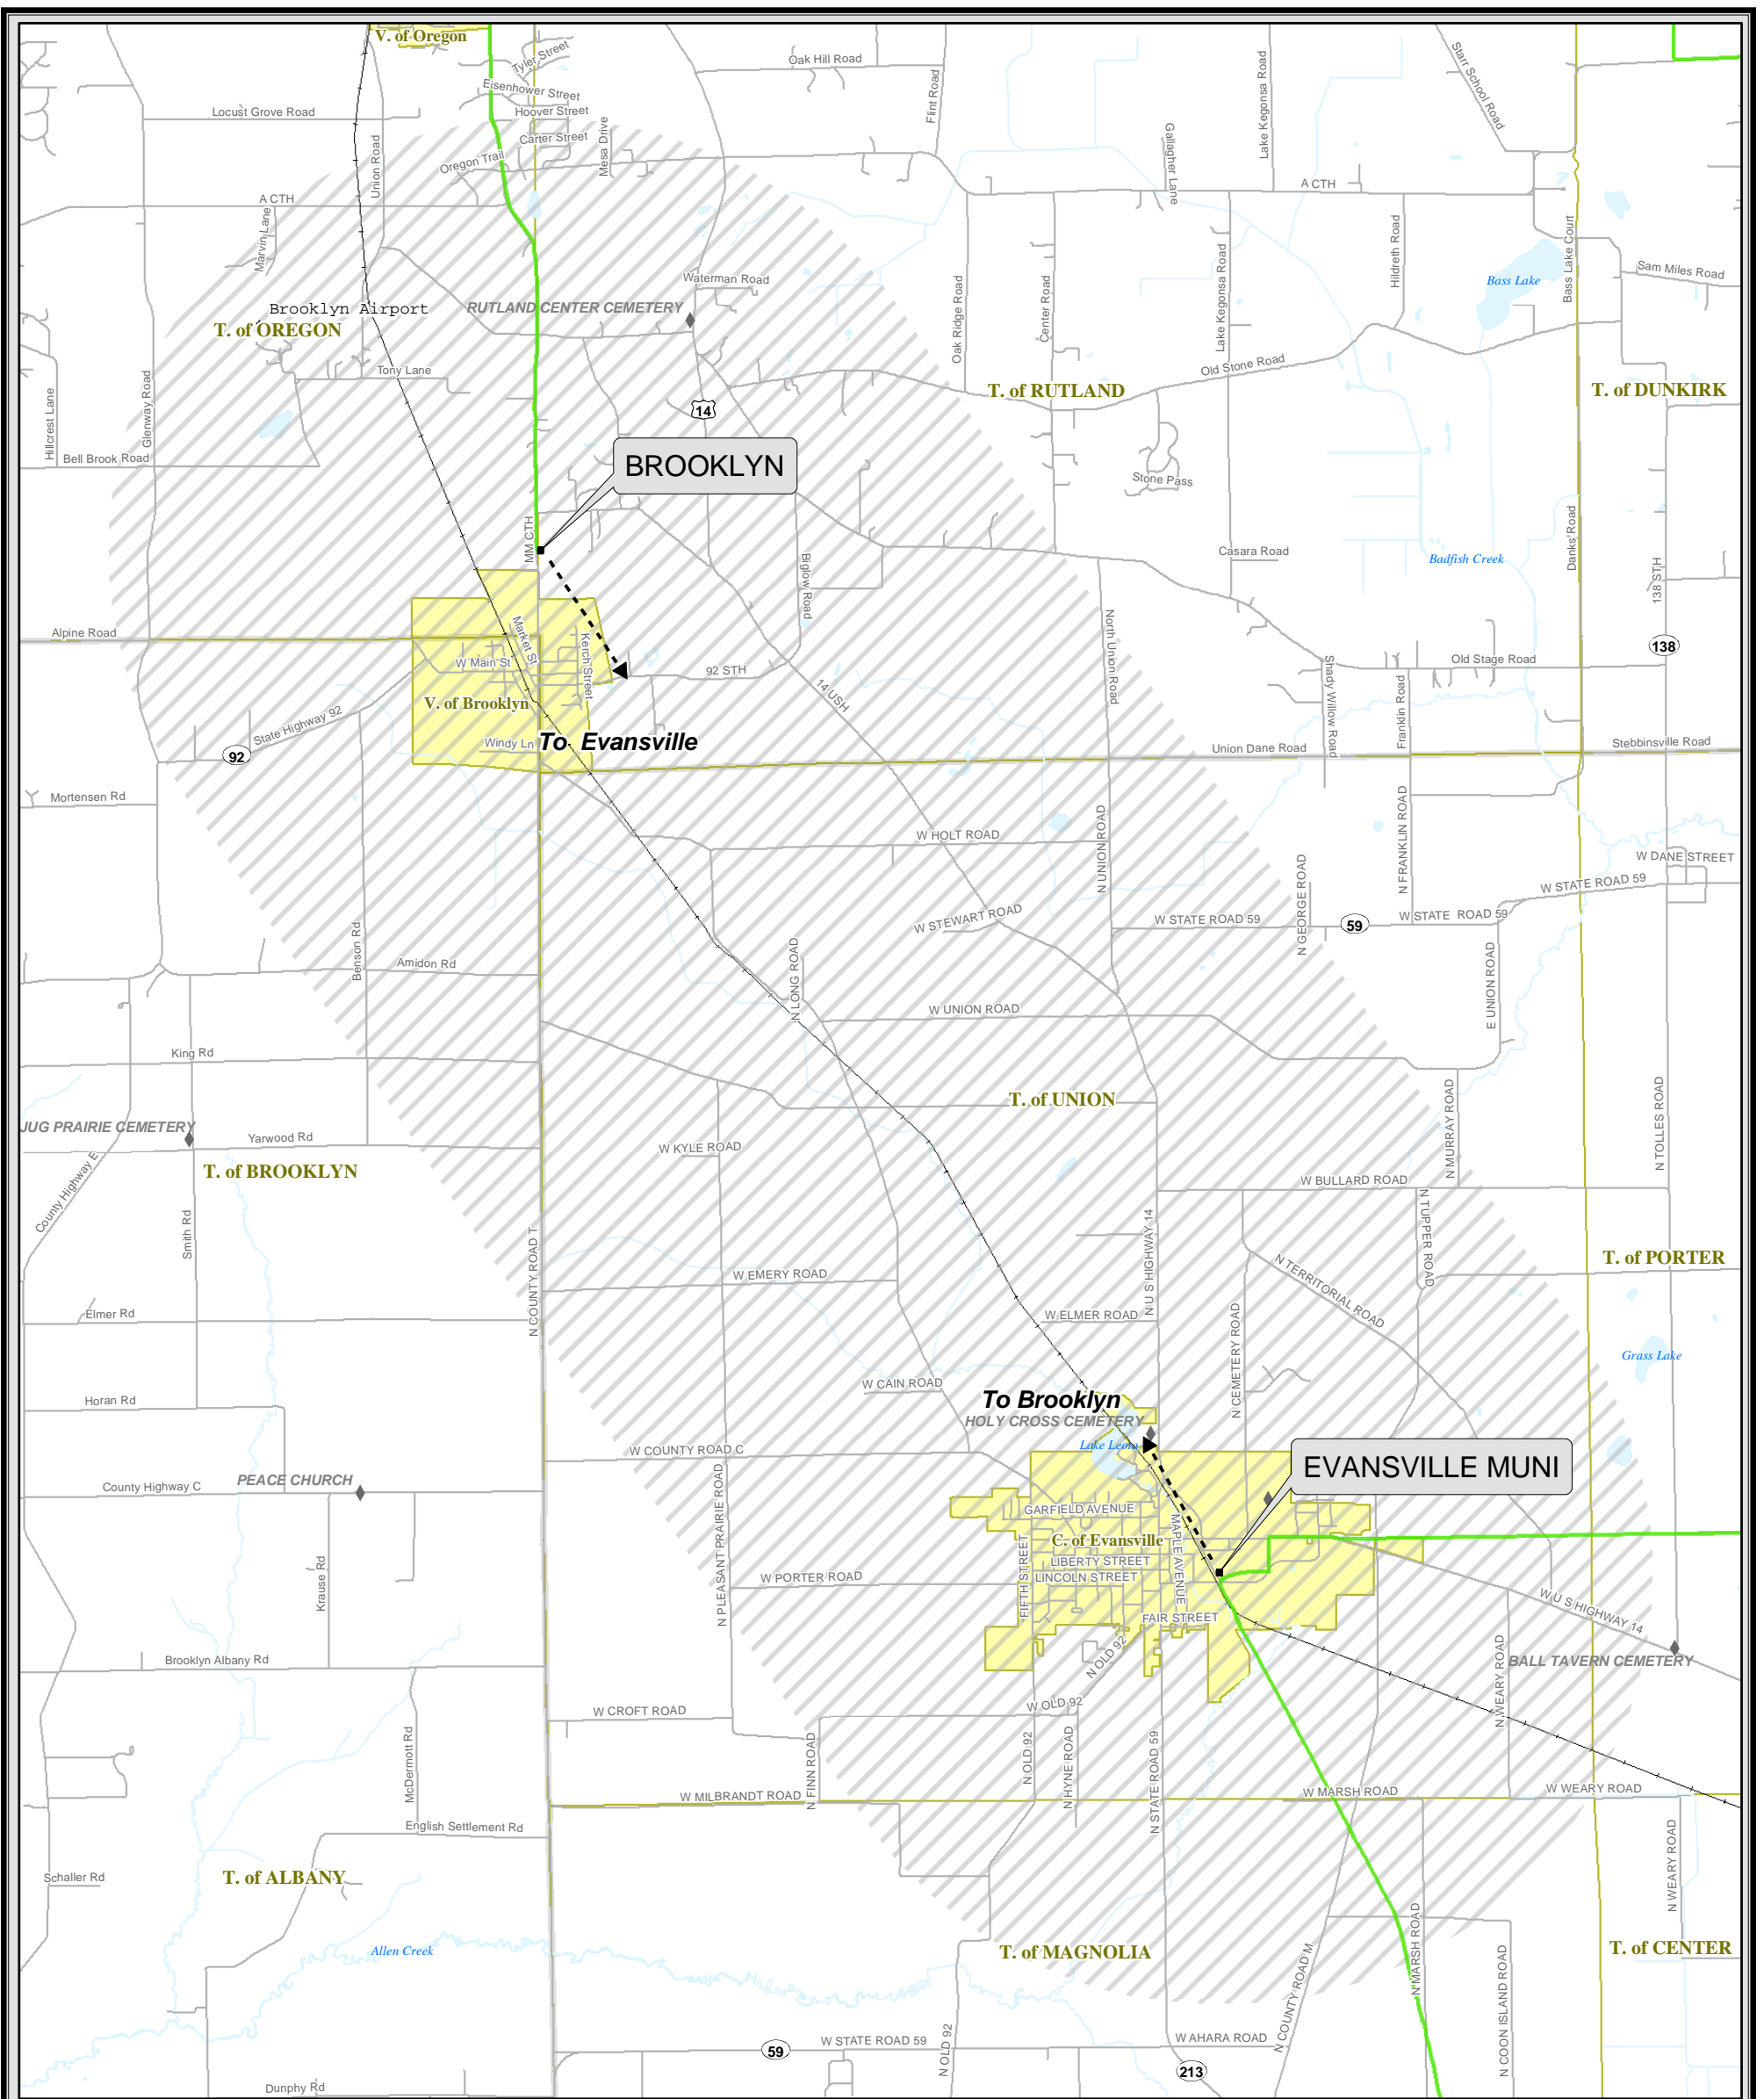 V. of Oregon
Tyler Street
Oak Hill Road
Starr School Road
Lake Kegonsa Road
Flint Road
Eisenhower Street
Locust Grove Road
Hoover Street
Carter Street
Mesa Drive
Gallagher Lane
Union Road
Oregon Trail
A CTH
A CTH
Marvin Lane
Bass Lake Court
Hildreth Road
Sam Miles Road
Waterman Road
Bass Lake
Brooklyn Airport
RUTLAND CENTER CEMETERY
T. of OREGON
Oak Ridge Road
Center Road
Lake Kegonsa Road
Old Stone Road
Tony Lane
T. of RUTLAND
T. of DUNKIRK
Hillcrest Lane
Glenway Road
14
Bell Brook Road
BROOKLYN
Stone Pass
MM CTH
Casara Road
Badfish Creek
Danks Road
138 STH
Biglow Road
Alpine Road
Market St
Kerch Street
W Main St
92 STH
North Union Road
Old Stage Road
138
Shady Willow Road
Franklin Road
V. of Brooklyn
14 USH
State Highway 92
92
Windy Ln
To Evansville
Union Dane Road
Stebbinsville Road
Mortensen Rd
W HOLT ROAD
N UNION ROAD
N FRANKLIN ROAD
W DANE STREET
W STATE ROAD 59
N GEORGE ROAD
W STEWART ROAD
W STATE ROAD 59
59
W STATE ROAD 59
Benson Rd
Amidon Rd
N LONG ROAD
E UNION ROAD
W UNION ROAD
King Rd
T. of UNION
N MURRAY ROAD
N TOLLES ROAD
JUG PRAIRIE CEMETERY
Yarwood Rd
W KYLE ROAD
T. of BROOKLYN
County Highway E
W BULLARD ROAD
N TUPPER ROAD
Smith Rd
N COUNTY ROAD T
N U S HIGHWAY 14
T. of PORTER
W EMERY ROAD
N TERRITORIAL ROAD
Elmer Rd
W ELMER ROAD
N CEMETERY ROAD
Grass Lake
W CAIN ROAD
Horan Rd
To Brooklyn
HOLY CROSS CEMETERY
Lake Leota
W COUNTY ROAD C
PEACE CHURCH
EVANSVILLE MUNI
County Highway C
N PLEASANT PRAIRIE ROAD
GARFIELD AVENUE
MAPLE AVENUE
C. of Evansville
FIFTH STREET
LIBERTY STREET
LINCOLN STREET
Krause Rd
W PORTER ROAD
W U S HIGHWAY 14
FAIR STREET
N OLD 92
Brooklyn Albany Rd
N WEARY ROAD
BALL TAVERN CEMETERY
W OLD 92
W CROFT ROAD
McDermott Rd
N FINN ROAD
N OLD 92
N HYNE ROAD
N STATE ROAD 59
W MILBRANDT ROAD
W MARSH ROAD
W WEARY ROAD
English Settlement Rd
Schaller Rd
T. of ALBANY
N WEARY ROAD
Allen Creek
T. of MAGNOLIA
N MARSH ROAD
T. of CENTER
N COUNTY ROAD M
N COON ISLAND ROAD
W STATE ROAD 59
59
N OLD 92
W AHARA ROAD
213
Dunphy Rd